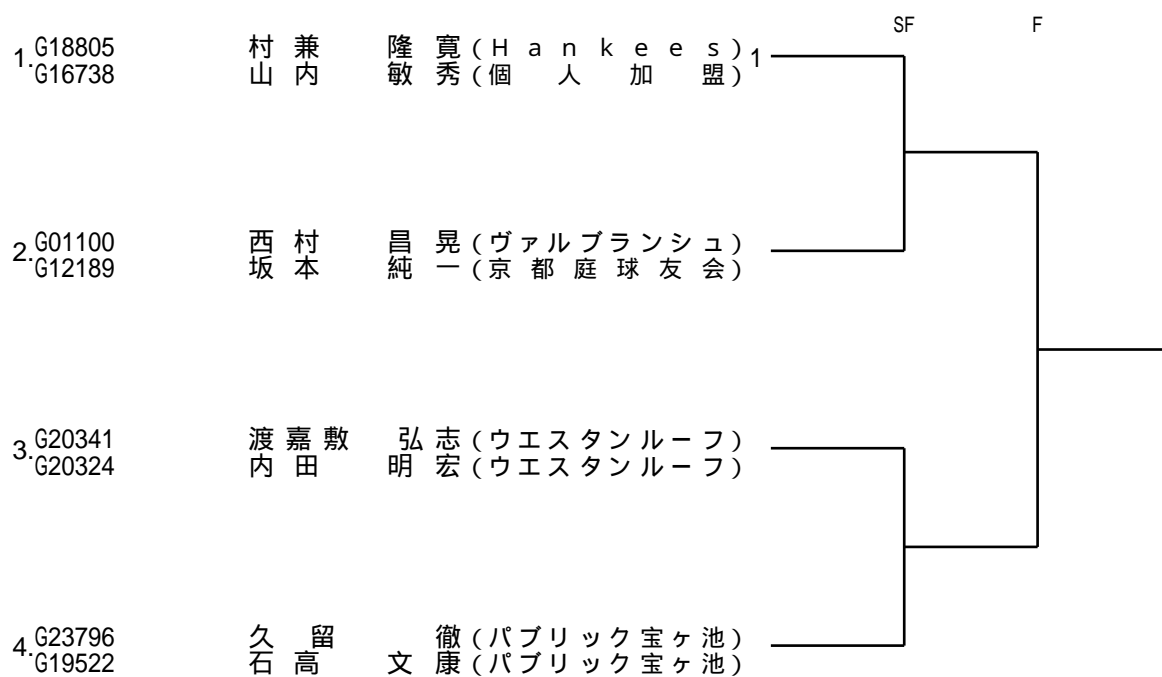 SF F
1. G18805 村兼 隆寛(Hankees) 1
G16738 山内 敏秀(個人加盟)
2. G01100 西村 昌晃(ヴァルブランシュ)
G12189 坂本 純一(京都庭球友会)
3. G20341 渡嘉敷 弘志(ウエスタンルーフ)
G20324 内田 明宏(ウエスタンルーフ)
4. G23796 久留 徹(パブリック宝ヶ池)
G19522 石高 文康(パブリック宝ヶ池)